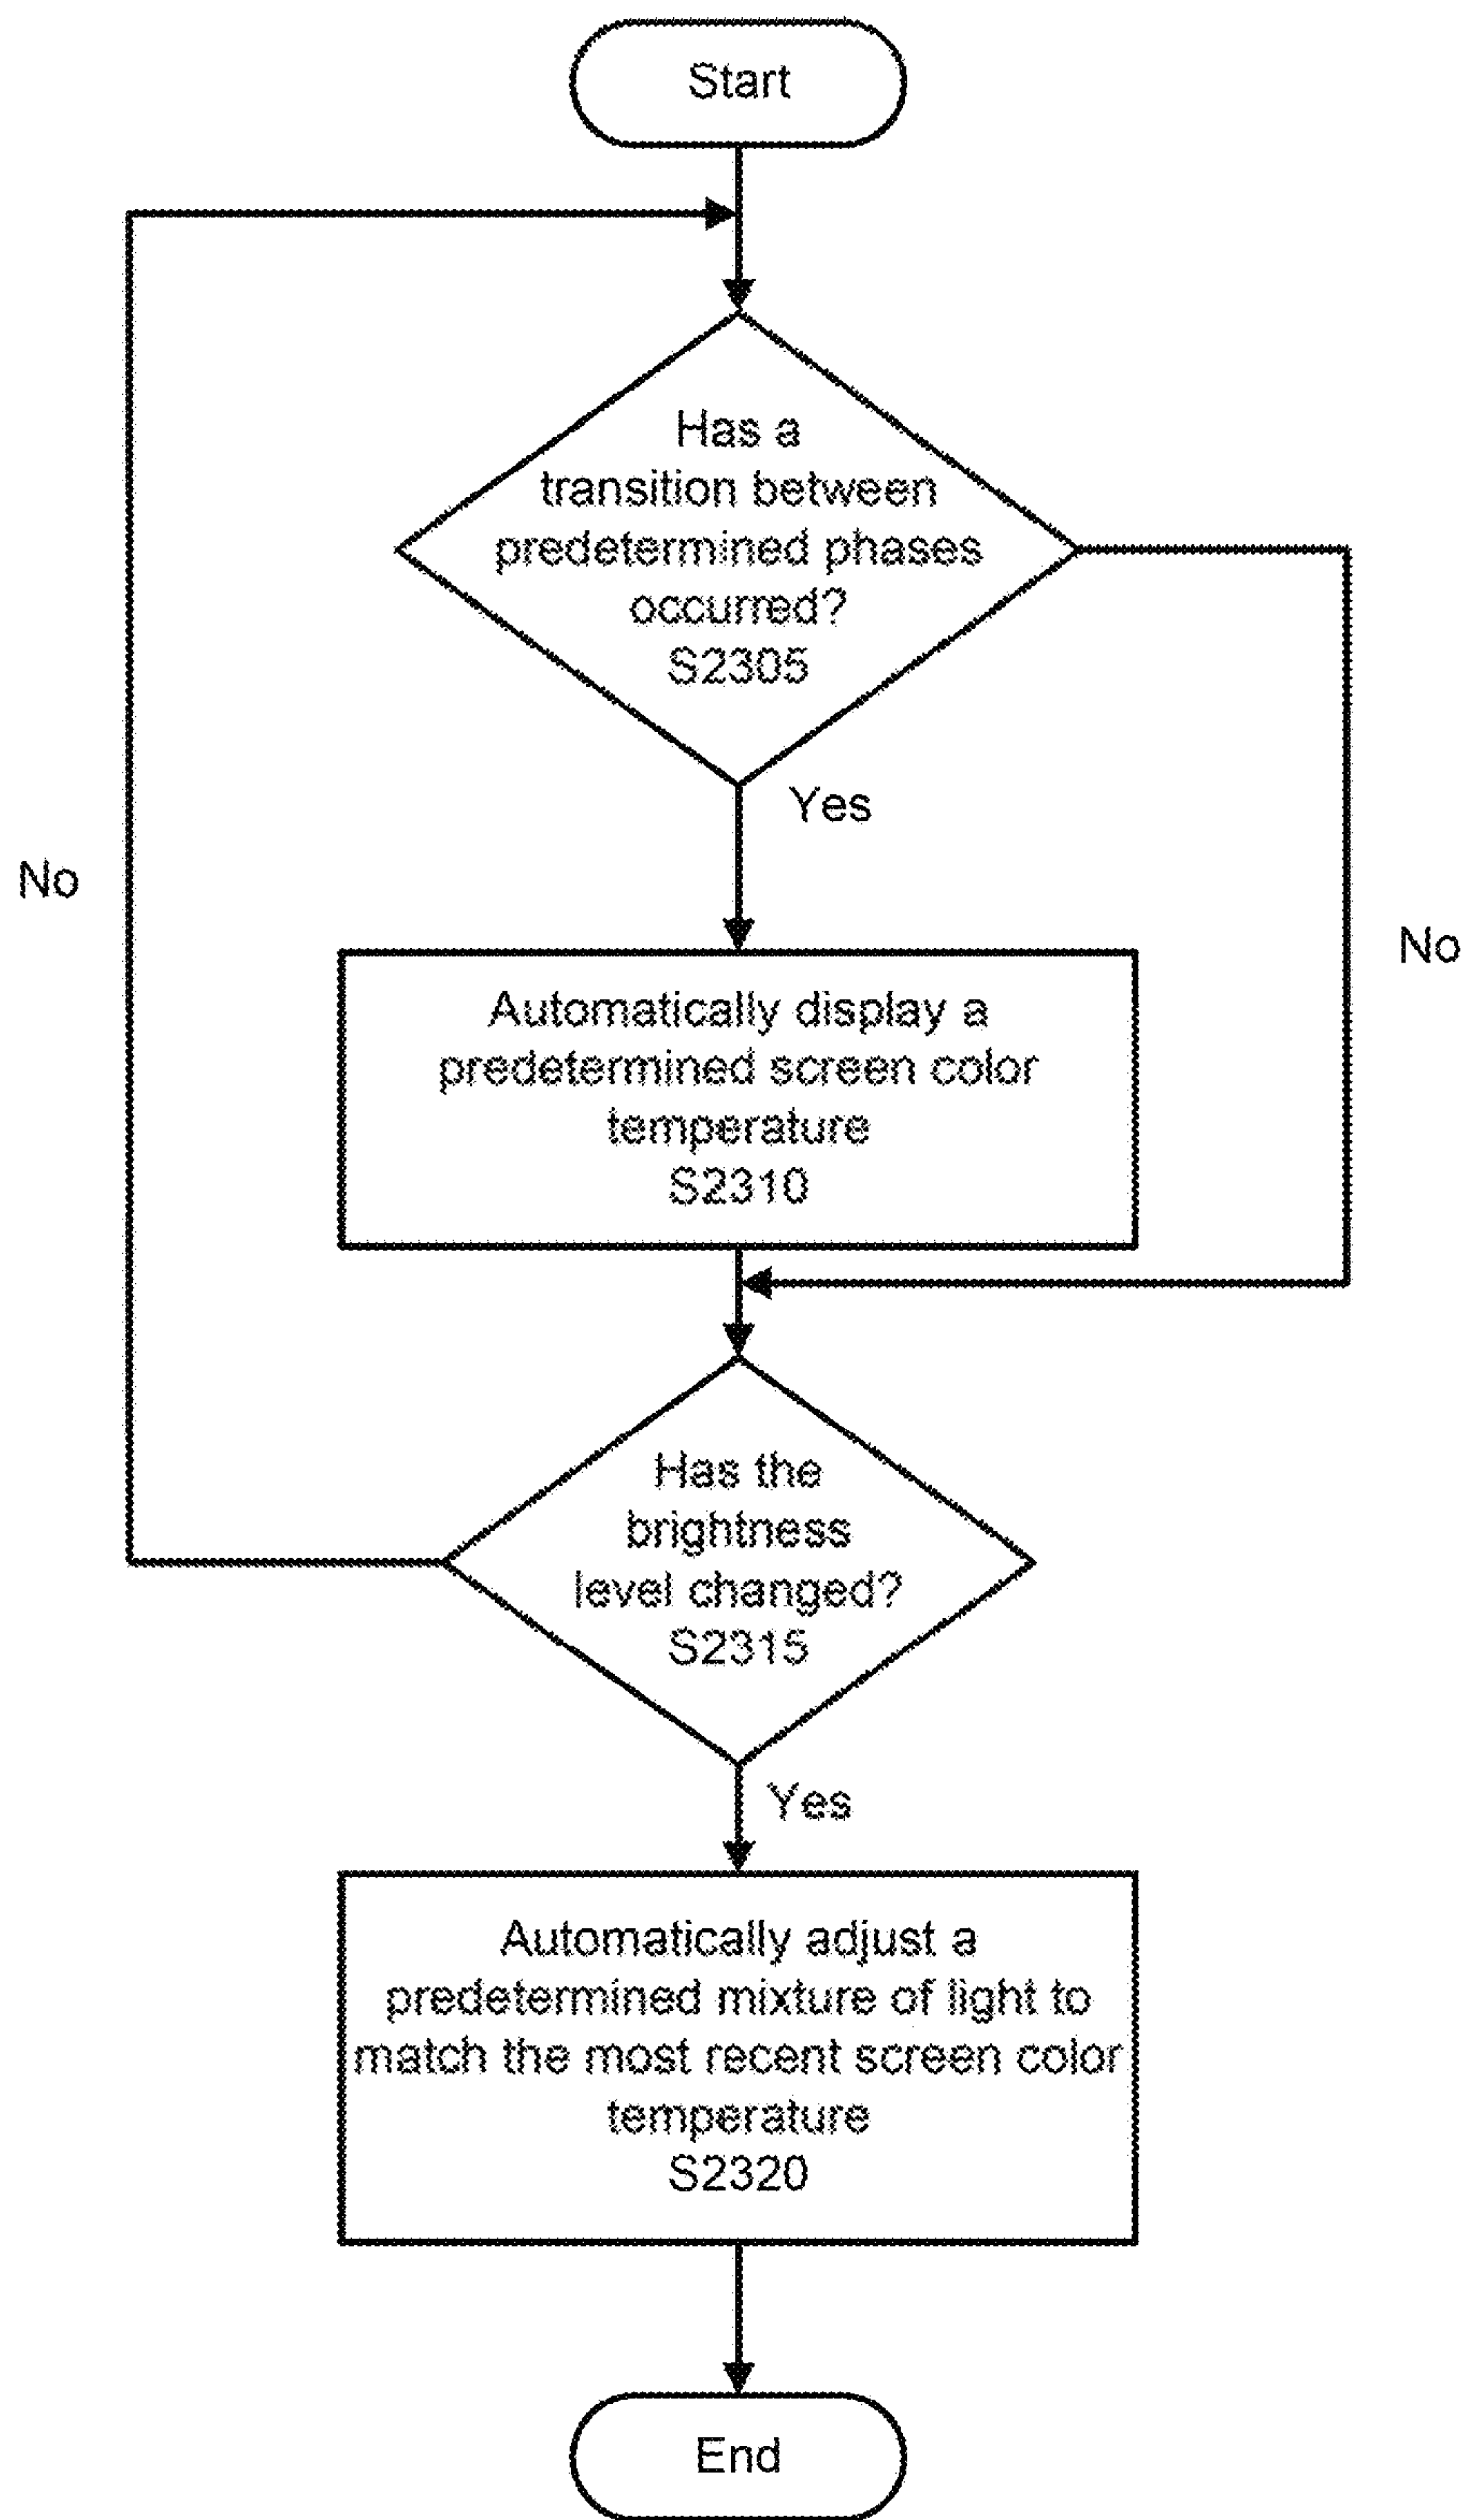 Start
Has a
transition between
predetermined phases
occurred?
S2305
Yes
No
No
Automatically display a
predetermined screen color
temperature
S2310
Has the
brightness
level changed?
S2315
Yes
Automatically adjust a
predetermined mixture of light to
match the most recent screen color
temperature
S2320
End